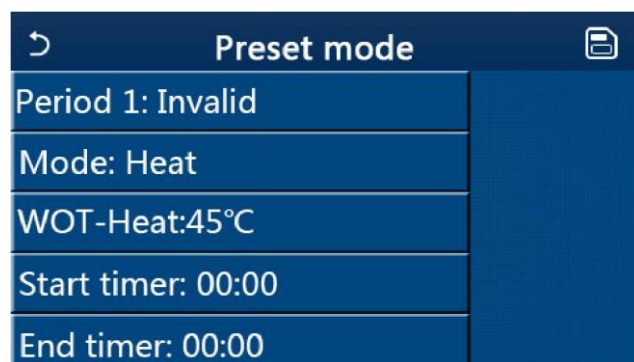 Preset mode
Period 1: Invalid
Mode: Heat
WOT-Heat:45℃
Start timer: 00:00
End timer: 00:00